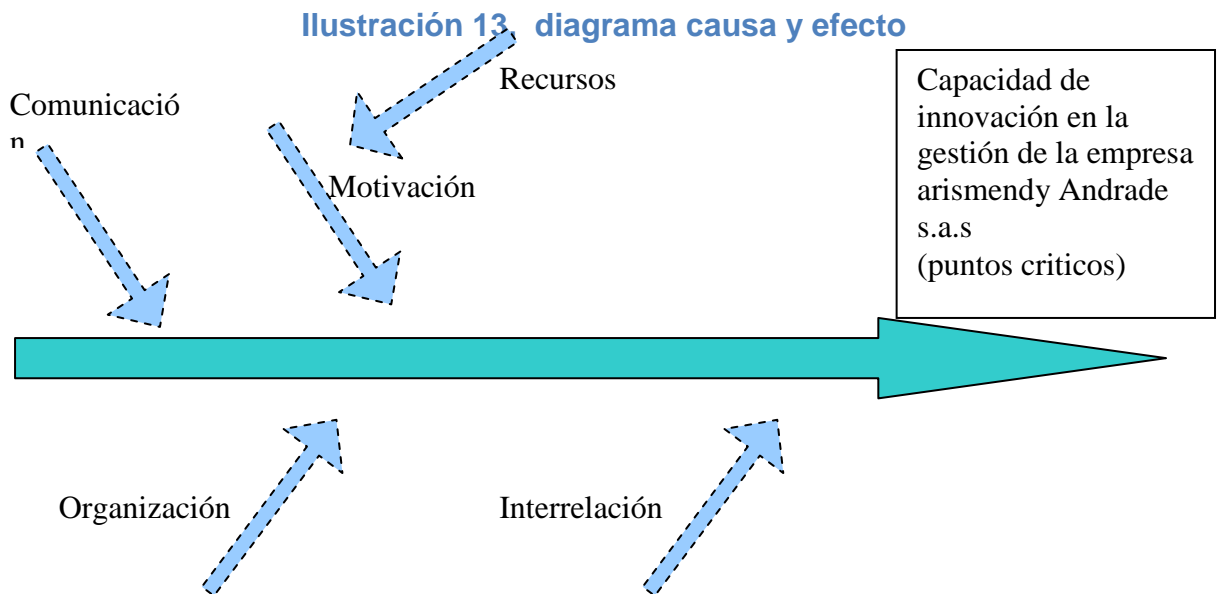 Ilustración 13. diagrama causa y efecto
Recursos
Comunicació
n
Motivación
Capacidad de
innovación en la
gestión de la empresa
arismendy Andrade
s.a.s
(puntos criticos)
Organización
Interrelación